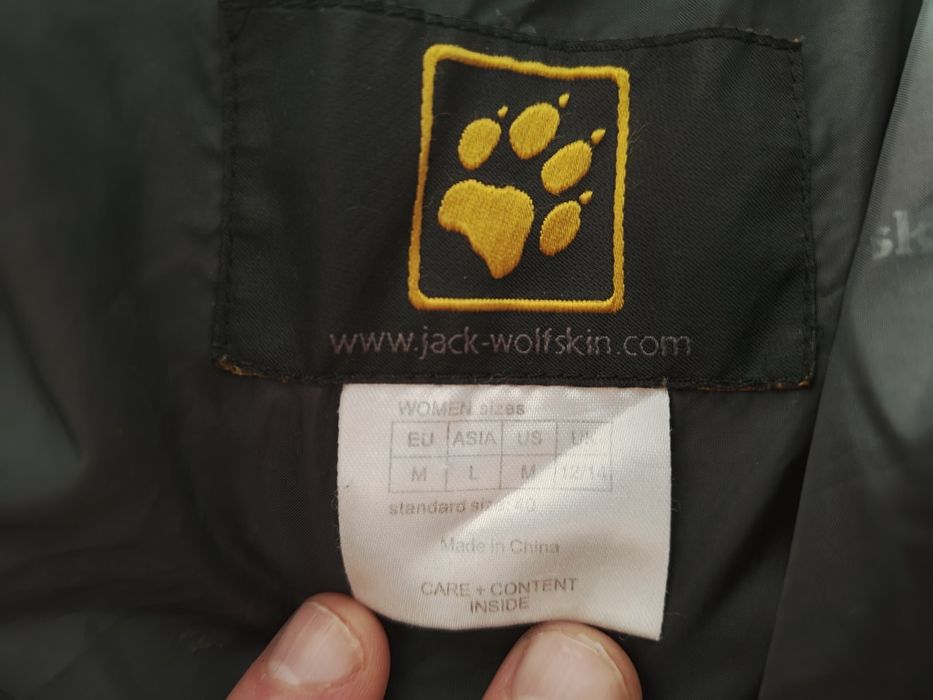 www.jack-wolfskin.com
WOMEN sizes
EU ASIA US UK
M L M 12/14
standard size 40
Made in China
CARE + CONTENT
INSIDE
sk